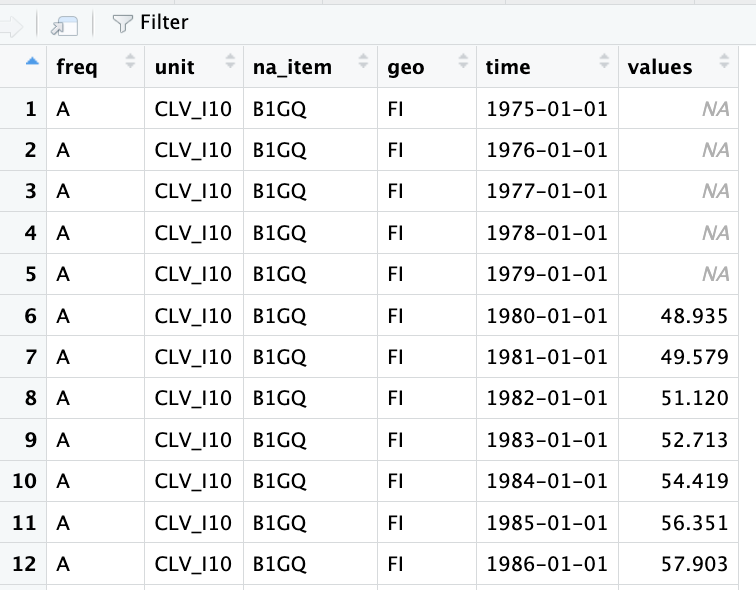 Filter
freq unit na_item geo time values
1 A CLV_I10 B1GQ FI 1975-01-01 NA
2 A CLV_I10 B1GQ FI 1976-01-01 NA
3 A CLV_I10 B1GQ FI 1977-01-01 NA
4 A CLV_I10 B1GQ FI 1978-01-01 NA
5 A CLV_I10 B1GQ FI 1979-01-01 NA
6 A CLV_I10 B1GQ FI 1980-01-01 48.935
7 A CLV_I10 B1GQ FI 1981-01-01 49.579
8 A CLV_I10 B1GQ FI 1982-01-01 51.120
9 A CLV_I10 B1GQ FI 1983-01-01 52.713
10 A CLV_I10 B1GQ FI 1984-01-01 54.419
11 A CLV_I10 B1GQ FI 1985-01-01 56.351
12 A CLV_I10 B1GQ FI 1986-01-01 57.903